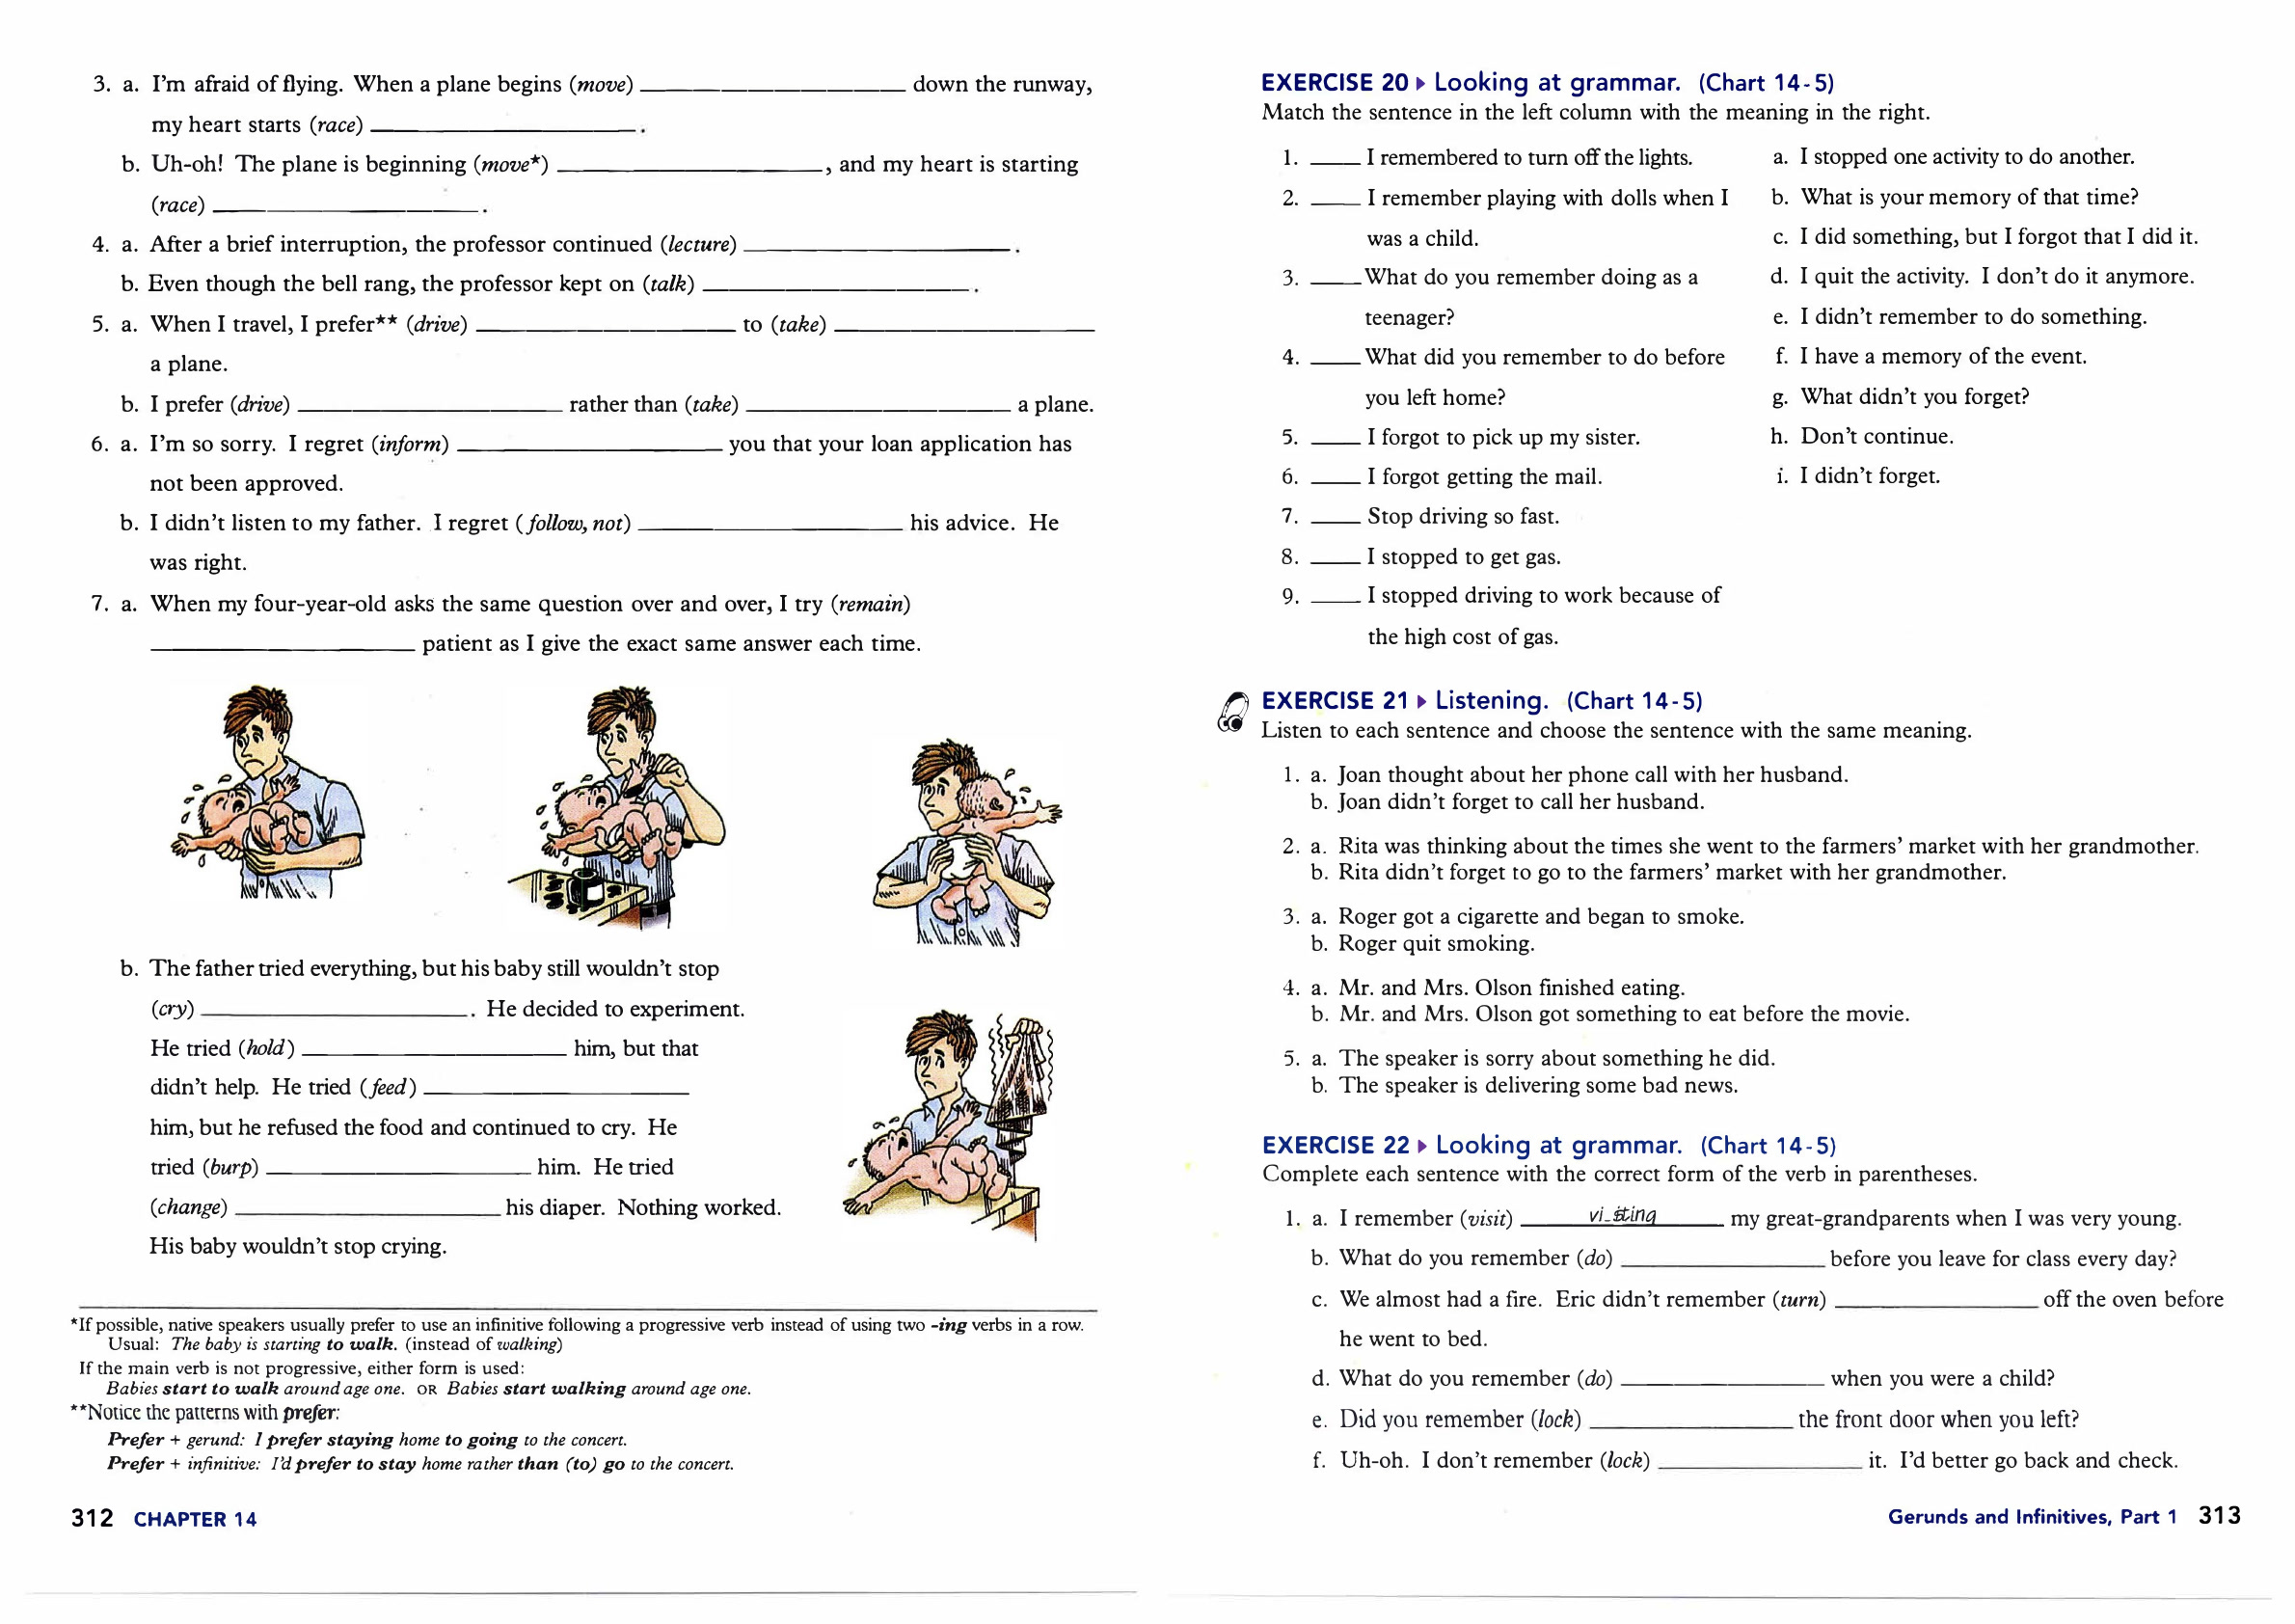 3. a. I'm afraid of flying. When a plane begins (move) ____________ down the runway,
my heart starts (race) ____________.
b. Uh-oh! The plane is beginning (move*) ____________, and my heart is starting
(race) ____________.
4. a. After a brief interruption, the professor continued (lecture) ____________.
b. Even though the bell rang, the professor kept on (talk) ____________.
5. a. When I travel, I prefer** (drive) ____________ to (take) ____________
a plane.
b. I prefer (drive) ____________ rather than (take) ____________ a plane.
6. a. I'm so sorry. I regret (inform) ____________ you that your loan application has
not been approved.
b. I didn't listen to my father. I regret (follow, not) ____________ his advice. He
was right.
7. a. When my four-year-old asks the same question over and over, I try (remain)
____________ patient as I give the exact same answer each time.
b. The father tried everything, but his baby still wouldn't stop
(cry) ____________. He decided to experiment.
He tried (hold) ____________ him, but that
didn't help. He tried (feed) ____________
him, but he refused the food and continued to cry. He
tried (burp) ____________ him. He tried
(change) ____________ his diaper. Nothing worked.
His baby wouldn't stop crying.
*If possible, native speakers usually prefer to use an infinitive following a progressive verb instead of using two -ing verbs in a row.
Usual: The baby is starting to walk. (instead of walking)
If the main verb is not progressive, either form is used:
Babies start to walk around age one. OR Babies start walking around age one.
**Notice the patterns with prefer:
Prefer + gerund: I prefer staying home to going to the concert.
Prefer + infinitive: I'd prefer to stay home rather than (to) go to the concert.
312 CHAPTER 14
EXERCISE 20 ▸ Looking at grammar. (Chart 14-5)
Match the sentence in the left column with the meaning in the right.
1. ____ I remembered to turn off the lights.
2. ____ I remember playing with dolls when I
was a child.
3. ____ What do you remember doing as a
teenager?
4. ____ What did you remember to do before
you left home?
5. ____ I forgot to pick up my sister.
6. ____ I forgot getting the mail.
7. ____ Stop driving so fast.
8. ____ I stopped to get gas.
9. ____ I stopped driving to work because of
the high cost of gas.
a. I stopped one activity to do another.
b. What is your memory of that time?
c. I did something, but I forgot that I did it.
d. I quit the activity. I don't do it anymore.
e. I didn't remember to do something.
f. I have a memory of the event.
g. What didn't you forget?
h. Don't continue.
i. I didn't forget.
EXERCISE 21 ▸ Listening. (Chart 14-5)
Listen to each sentence and choose the sentence with the same meaning.
1. a. Joan thought about her phone call with her husband.
b. Joan didn't forget to call her husband.
2. a. Rita was thinking about the times she went to the farmers' market with her grandmother.
b. Rita didn't forget to go to the farmers' market with her grandmother.
3. a. Roger got a cigarette and began to smoke.
b. Roger quit smoking.
4. a. Mr. and Mrs. Olson finished eating.
b. Mr. and Mrs. Olson got something to eat before the movie.
5. a. The speaker is sorry about something he did.
b. The speaker is delivering some bad news.
EXERCISE 22 ▸ Looking at grammar. (Chart 14-5)
Complete each sentence with the correct form of the verb in parentheses.
1. a. I remember (visit) visiting my great-grandparents when I was very young.
b. What do you remember (do) ____________ before you leave for class every day?
c. We almost had a fire. Eric didn't remember (turn) ____________ off the oven before
he went to bed.
d. What do you remember (do) ____________ when you were a child?
e. Did you remember (lock) ____________ the front door when you left?
f. Uh-oh. I don't remember (lock) ____________ it. I'd better go back and check.
Gerunds and Infinitives, Part 1 313